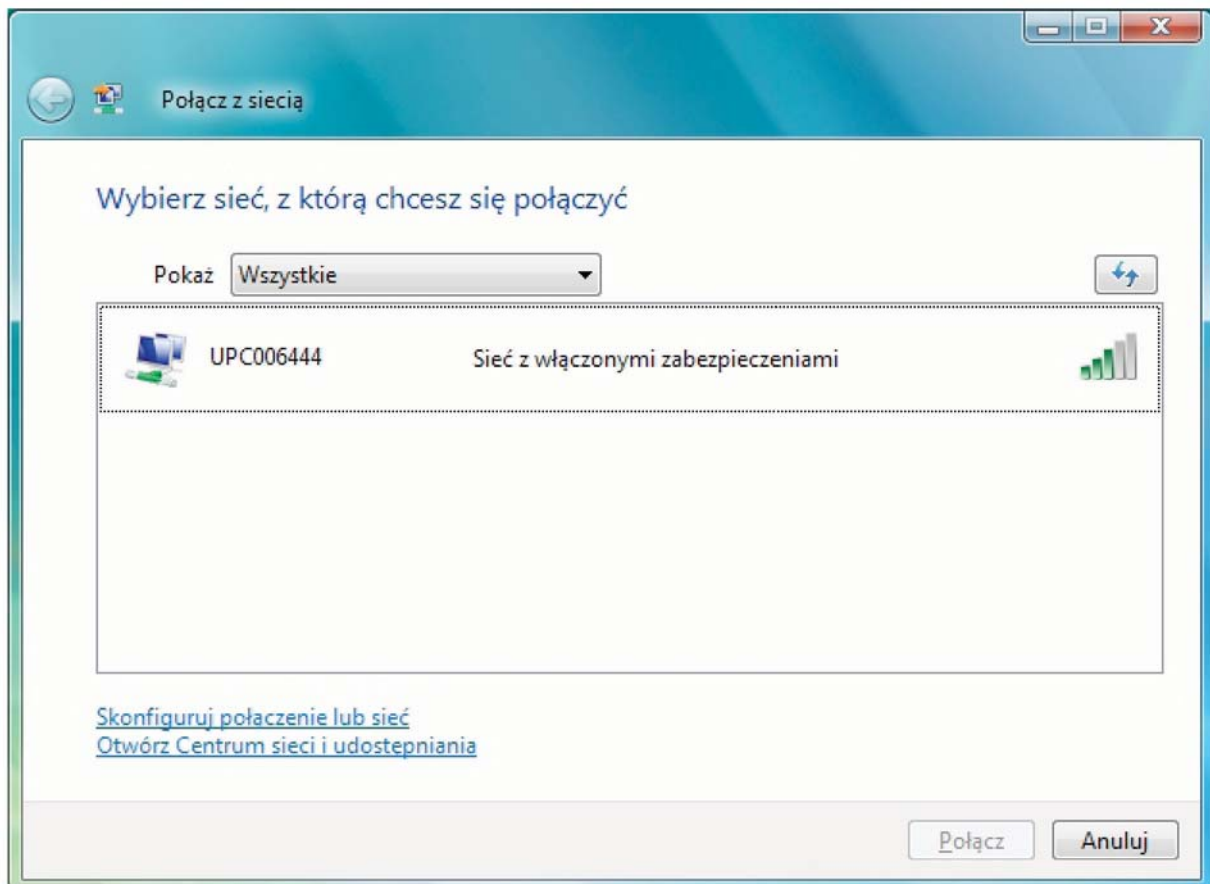 Połącz z siecią
Wybierz sieć, z którą chcesz się połączyć
Pokaż Wszystkie
UPC006444 Sieć z włączonymi zabezpieczeniami
Skonfiguruj połaczenie lub sieć
Otwórz Centrum sieci i udostępniania
Połącz Anuluj